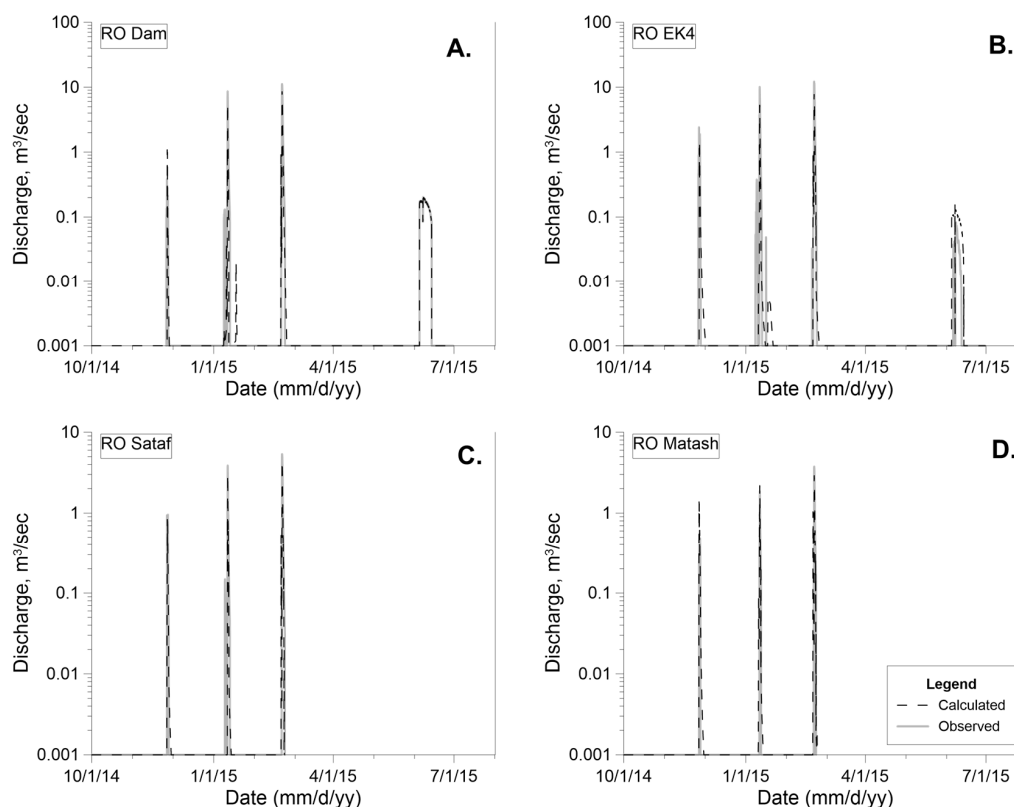 RO Dam
A.
100
10
1
0.1
0.01
0.001
Discharge, m³/sec
10/1/14 1/1/15 4/1/15 7/1/15
Date (mm/d/yy)
RO EK4
B.
100
10
1
0.1
0.01
0.001
Discharge, m³/sec
10/1/14 1/1/15 4/1/15 7/1/15
Date (mm/d/yy)
RO Sataf
C.
10
1
0.1
0.01
0.001
Discharge, m³/sec
10/1/14 1/1/15 4/1/15 7/1/15
Date (mm/d/yy)
RO Matash
D.
10
1
0.1
0.01
0.001
Discharge, m³/sec
10/1/14 1/1/15 4/1/15 7/1/15
Date (mm/d/yy)
Legend
Calculated
Observed